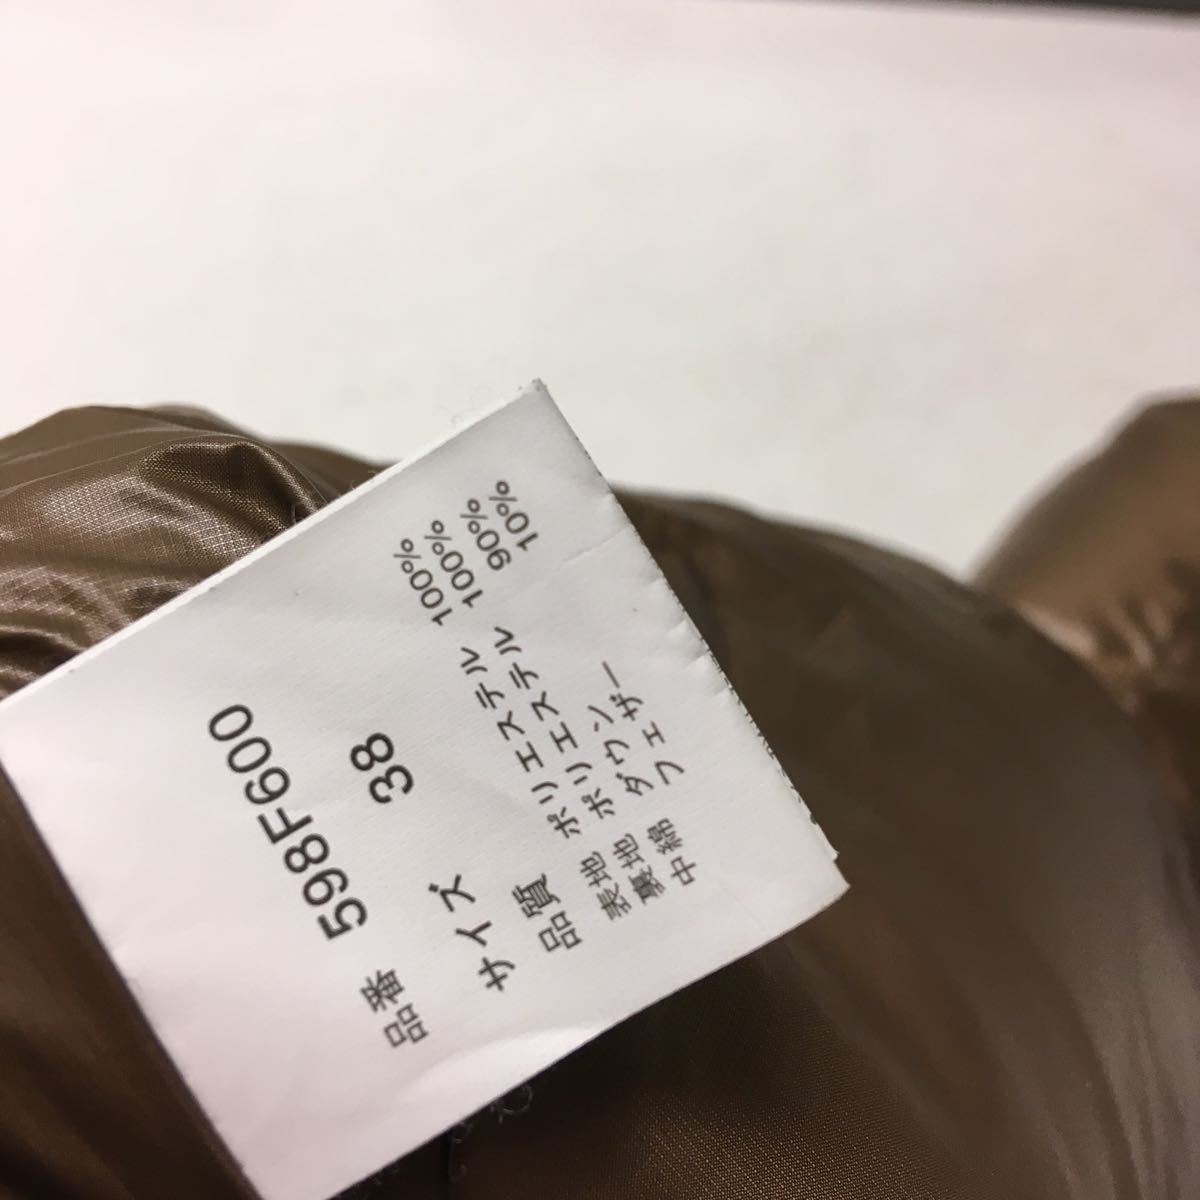 品番 598F600
サイズ 38
品質
表地 ポリエステル 100%
裏地 ポリエステル 100%
中綿 ダウン 90%
フェザー 10%